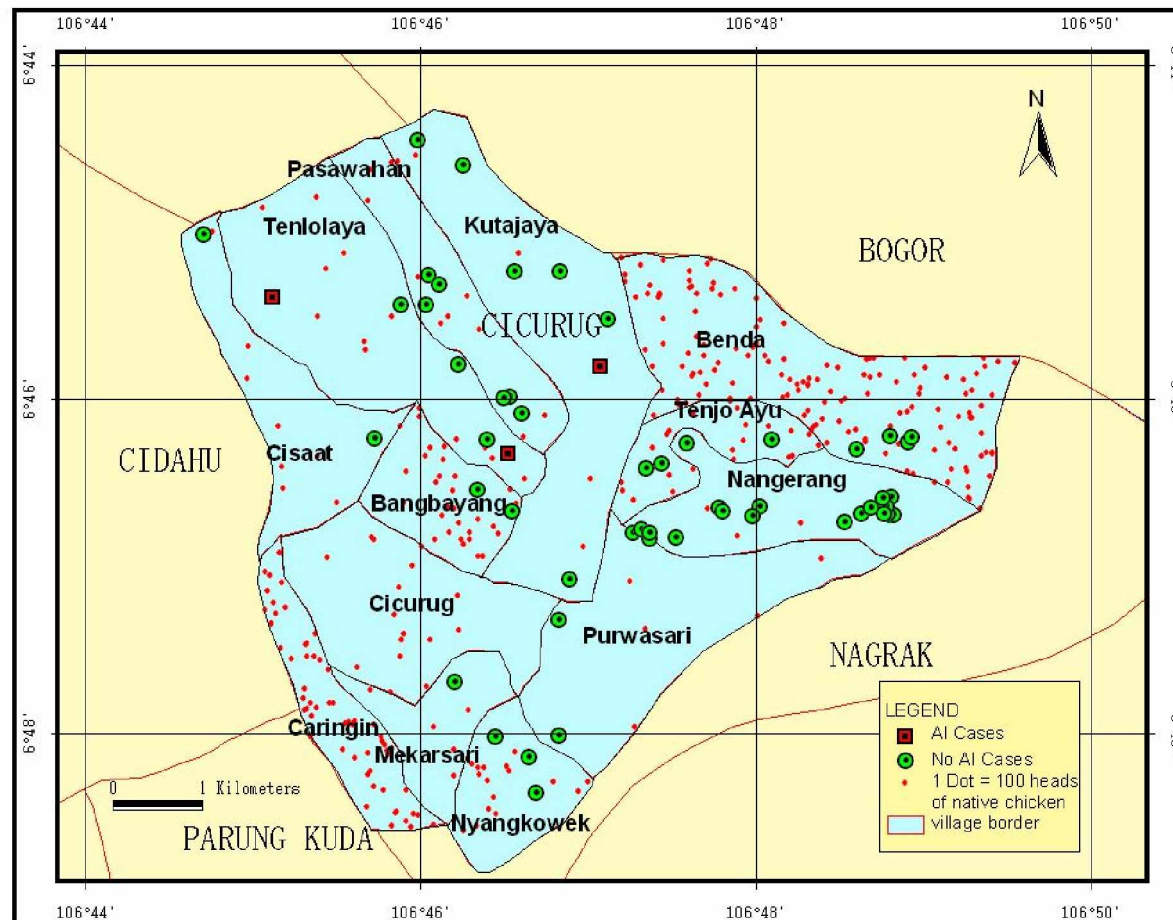 106°44'
106°46'
106°48'
106°50'
6°44'
N
Pasawahan
Tenlolaya
Kutajaya
BOGOR
CICURUG
Benda
6°46'
Tenjo Ayu
CIDAHU
Cisaat
Nangerang
Bangbayang
Cicurug
Purwasari
NAGRAK
LEGEND
AI Cases
No AI Cases
1 Dot = 100 heads
of native chicken
village border
Caringin
6°48'
Mekarsari
0 1 Kilometers
PARUNG KUDA
Nyangkowek
106°44'
106°46'
106°48'
106°50'